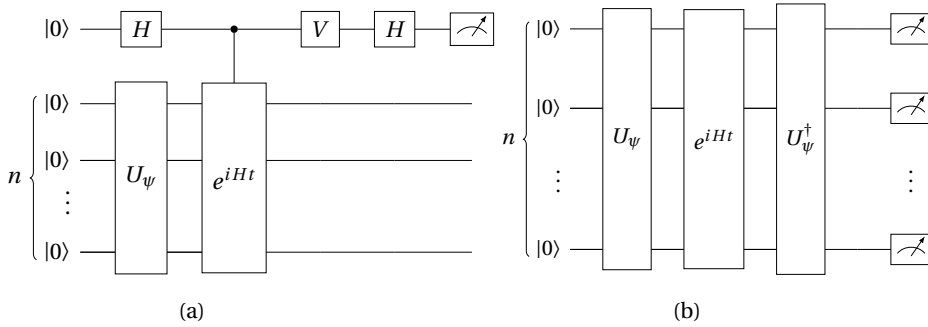 |0⟩ H V H
|0⟩
|0⟩
n U_ψ e^{iHt}
⋮
|0⟩
(a)
|0⟩
|0⟩
n U_ψ e^{iHt} U_ψ^†
⋮ ⋮
|0⟩
(b)